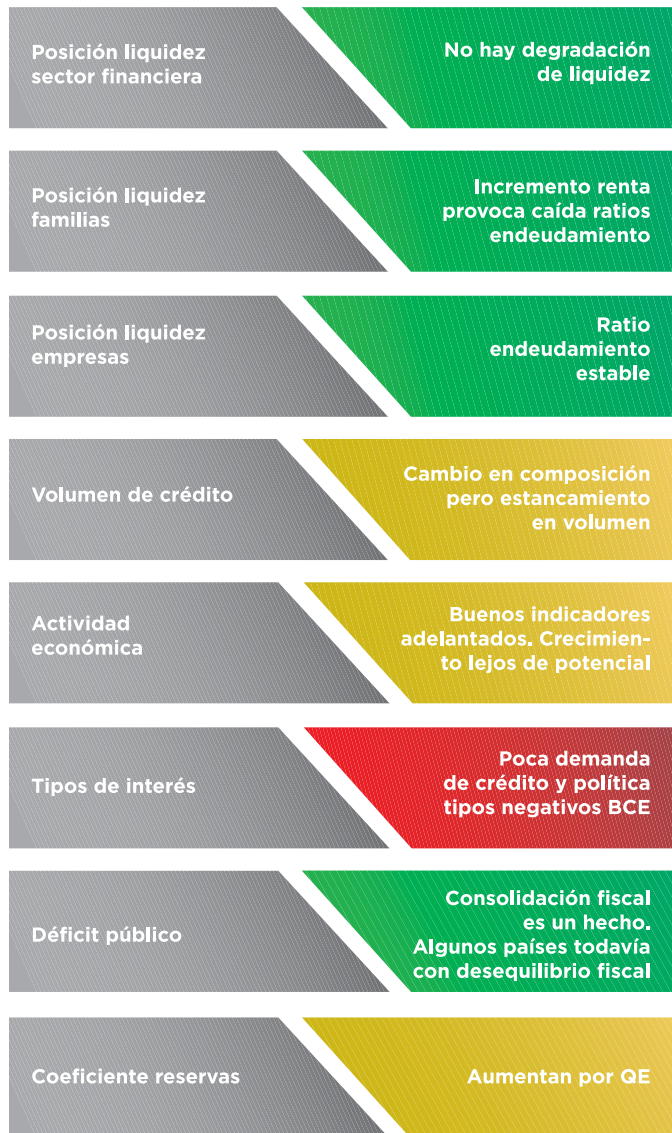 Posición liquidez
sector financiera
No hay degradación
de liquidez
Posición liquidez
familias
Incremento renta
provoca caída ratios
endeudamiento
Posición liquidez
empresas
Ratio
endeudamiento
estable
Volumen de crédito
Cambio en composición
pero estancamiento
en volumen
Actividad
económica
Buenos indicadores
adelantados. Crecimien-
to lejos de potencial
Tipos de interés
Poca demanda
de crédito y política
tipos negativos BCE
Déficit público
Consolidación fiscal
es un hecho.
Algunos países todavía
con desequilibrio fiscal
Coeficiente reservas
Aumentan por QE